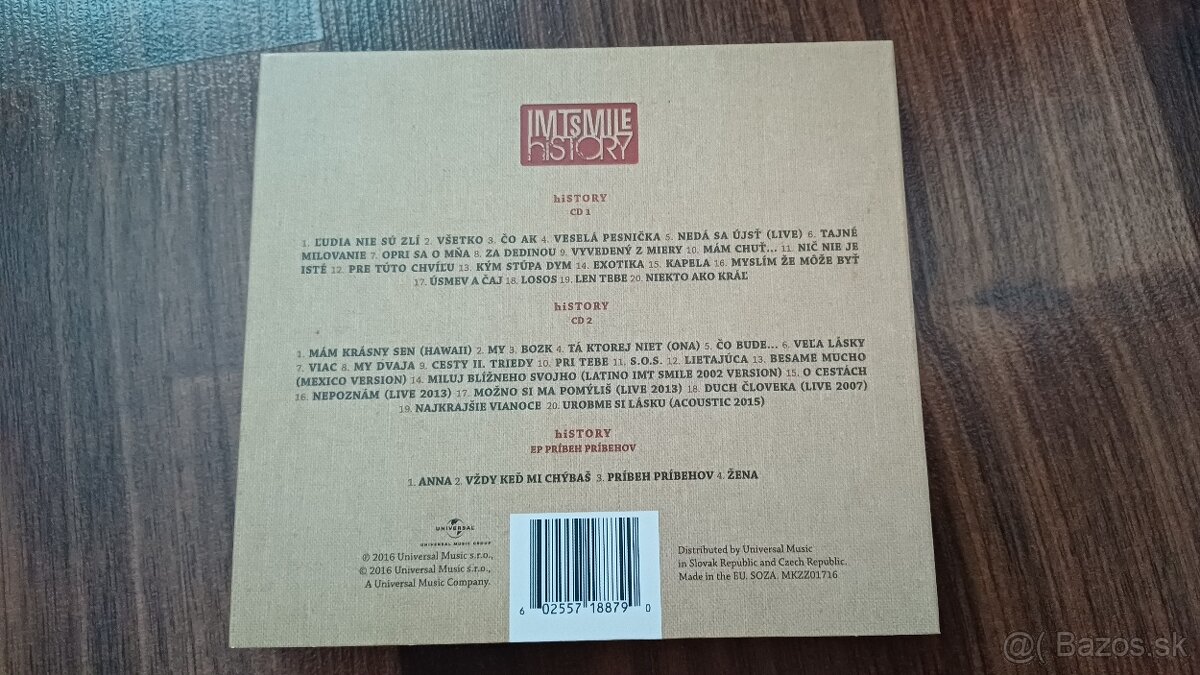 IMTSMILE
hiSTORY
hiSTORY
CD 1
1. ĽUDIA NIE SÚ ZLÍ 2. VŠETKO 3. ČO AK 4. VESELÁ PESNIČKA 5. NEDÁ SA ÚJSŤ (LIVE) 6. TAJNÉ
MILOVANIE 7. OPRI SA O MŇA 8. ZA DEDINOU 9. VYVEDENÝ Z MIERY 10. MÁM CHUŤ... 11. NIČ NIE JE
ISTÉ 12. PRE TÚTO CHVÍĽU 13. KÝM STÚPA DYM 14. EXOTIKA 15. KAPELA 16. MYSLÍM ŽE MÔŽE BYŤ
17. ÚSMEV A ČAJ 18. LOSOS 19. LEN TEBE 20. NIEKTO AKO KRÁĽ
hiSTORY
CD 2
1. MÁM KRÁSNY SEN (HAWAII) 2. MY 3. BOZK 4. TÁ KTOREJ NIET (ONA) 5. ČO BUDE... 6. VEĽA LÁSKY
7. VIAC 8. MY DVAJA 9. CESTY II. TRIEDY 10. PRI TEBE 11. S.O.S. 12. LIETAJÚCA 13. BESAME MUCHO
(MEXICO VERSION) 14. MILUJ BLÍŽNEHO SVOJHO (LATINO IMT SMILE 2002 VERSION) 15. O CESTÁCH
16. NEPOZNÁM (LIVE 2013) 17. MOŽNO SI MA POMÝLIŠ (LIVE 2013) 18. DUCH ČLOVEKA (LIVE 2007)
19. NAJKRAJŠIE VIANOCE 20. UROBME SI LÁSKU (ACOUSTIC 2015)
hiSTORY
EP PRÍBEH PRÍBEHOV
1. ANNA 2. VŽDY KEĎ MI CHÝBAŠ 3. PRÍBEH PRÍBEHOV 4. ŽENA
UNIVERSAL
UNIVERSAL MUSIC GROUP
℗ 2016 Universal Music s.r.o.,
© 2016 Universal Music s.r.o.,
A Universal Music Company.
6 02557 18879 0
Distributed by Universal Music
in Slovak Republic and Czech Republic.
Made in the EU. SOZA. MKZZ01716
@( Bazos.sk